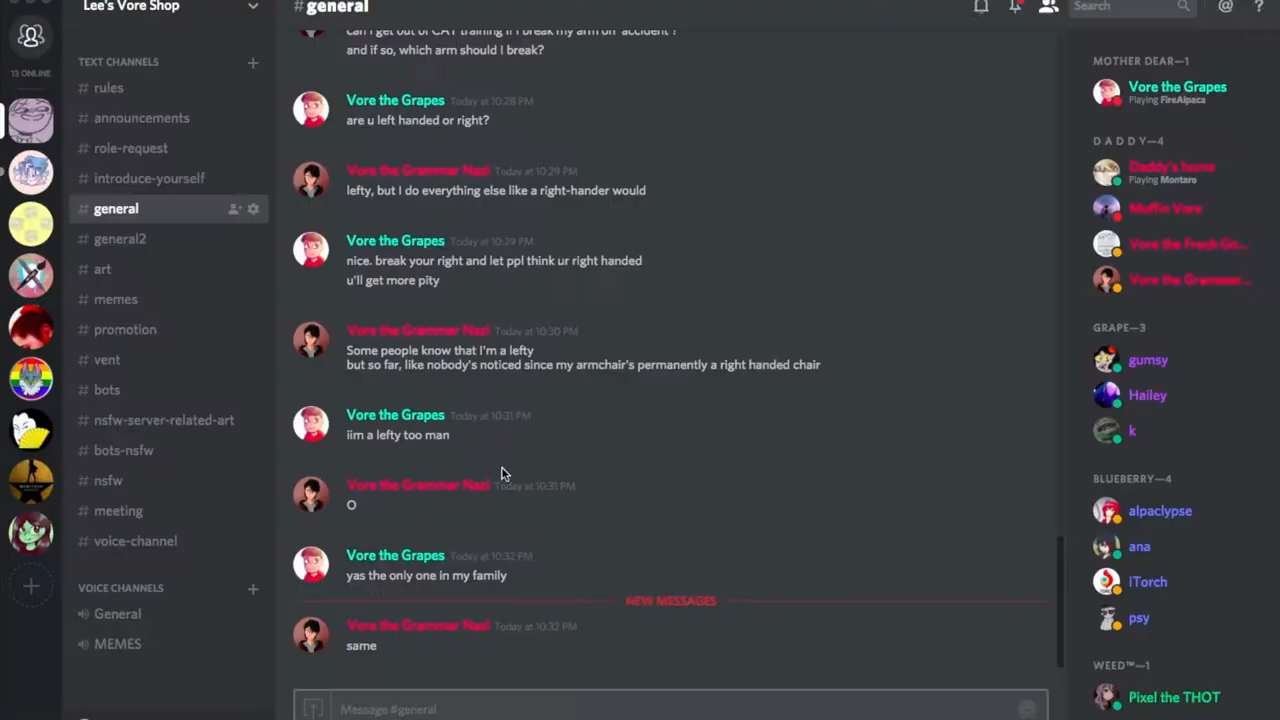 Lee's Vore Shop
13 ONLINE
TEXT CHANNELS
# rules
# announcements
# role-request
# introduce-yourself
# general
# general2
# art
# memes
# promotion
# vent
# bots
# nsfw-server-related-art
# bots-nsfw
# nsfw
# meeting
# voice-channel
VOICE CHANNELS
General
MEMES
#general
Search
can I get out of CAT training if I break my arm on "accident"?
and if so, which arm should I break?
Vore the Grapes Today at 10:28 PM
are u left handed or right?
Vore the Grammar Nazi Today at 10:29 PM
lefty, but I do everything else like a right-hander would
Vore the Grapes Today at 10:29 PM
nice. break your right and let ppl think ur right handed
u'll get more pity
Vore the Grammar Nazi Today at 10:30 PM
Some people know that I'm a lefty
but so far, like nobody's noticed since my armchair's permanently a right handed chair
Vore the Grapes Today at 10:31 PM
iim a lefty too man
Vore the Grammar Nazi Today at 10:31 PM
O
Vore the Grapes Today at 10:32 PM
yas the only one in my family
NEW MESSAGES
Vore the Grammar Nazi Today at 10:32 PM
same
Message #general
MOTHER DEAR—1
Vore the Grapes
Playing FireAlpaca
D A D D Y—4
Daddy's home
Playing Montaro
Muffin Vore
Vore the Fresh Gr...
Vore the Grammar...
GRAPE—3
gumsy
Hailey
k
BLUEBERRY—4
alpaclypse
ana
iTorch
psy
WEED™—1
Pixel the THOT